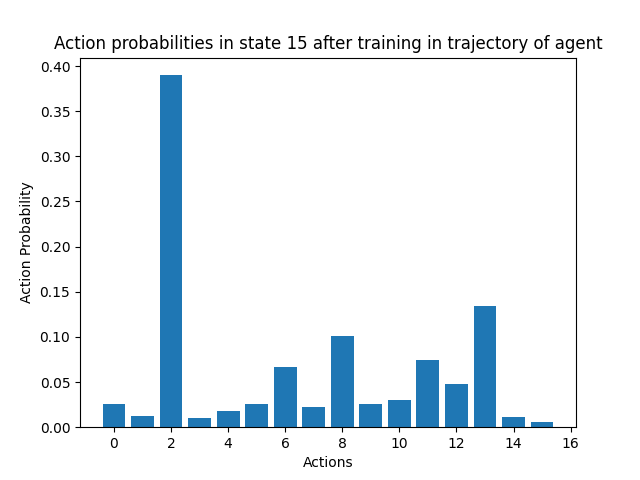 Action probabilities in state 15 after training in trajectory of agent
0.40
0.35
0.30
0.25
0.20
0.15
0.10
0.05
0.00
Action Probability
0 2 4 6 8 10 12 14 16
Actions